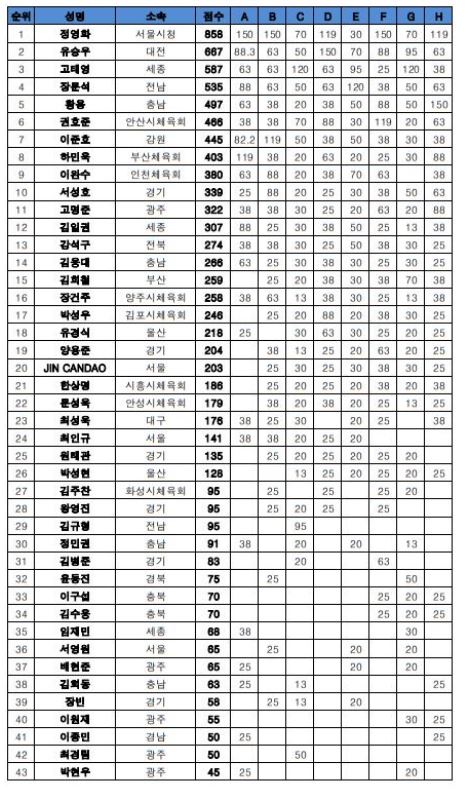 순위 성명 소속 점수 A B C D E F G H
1 정영화 서울시청 858 150 150 70 119 30 150 70 119
2 유승우 대전 667 88.3 63 50 150 70 88 95 63
3 고태영 세종 587 63 63 120 63 95 25 120 38
4 장문석 전남 535 88 63 50 63 120 38 50 63
5 황용 충남 497 63 38 20 38 50 88 50 150
6 권호준 안산시체육회 466 38 38 70 88 30 119 20 63
7 이준호 강원 445 82.2 119 50 38 50 38 30 38
8 하민욱 부산체육회 403 119 38 20 63 20 25 30 88
9 이완수 인천체육회 380 63 88 20 38 70 63 38
10 서성호 경기 339 25 88 20 25 30 38 50 63
11 고명준 광주 322 38 38 30 25 20 63 20 88
12 김일권 세종 307 88 25 30 38 50 25 13 38
13 강석구 전북 274 38 38 30 25 50 38 30 25
14 김웅대 충남 266 63 25 30 38 30 25 30 25
15 김희철 부산 259 25 20 38 30 38 70 38
16 장건주 양주시체육회 258 38 63 13 38 30 25 13 38
17 박성우 김포시체육회 246 25 20 88 20 38 30 25
18 유경식 울산 218 25 30 63 30 25 20 25
19 양용준 경기 204 38 13 25 20 63 20 25
20 JIN CANDAO 서울 203 25 30 25 30 38 30 25
21 한상명 시흥시체육회 186 25 20 25 20 38 20 38
22 문성욱 안성시체육회 179 38 20 38 20 25 13 25
23 최성욱 대구 176 38 25 30 20 25 38
24 최인규 서울 141 38 38 20 25 20
25 원태관 경기 135 25 20 25 20 25 20
26 박성현 울산 128 13 25 20 25 20 25
27 김주찬 화성시체육회 95 25 25 25 20
28 왕영진 경기 95 25 20 25 25
29 김규형 전남 95 95
30 정민권 충남 91 38 20 20 13
31 김병준 경기 83 20 63
32 윤동진 경북 75 25 50
33 이구섭 충북 70 25 20 25
34 김수웅 충북 70 25 20 25
35 임재민 세종 68 38 30
36 서영원 서울 65 25 20 20
37 배현준 광주 65 25 20 20
38 김희동 충남 63 25 13 25
39 장빈 경기 58 25 13 20
40 이원재 광주 55 30 25
41 이종민 경남 50 25 25
42 최경림 광주 50 50
43 박현우 광주 45 25 20